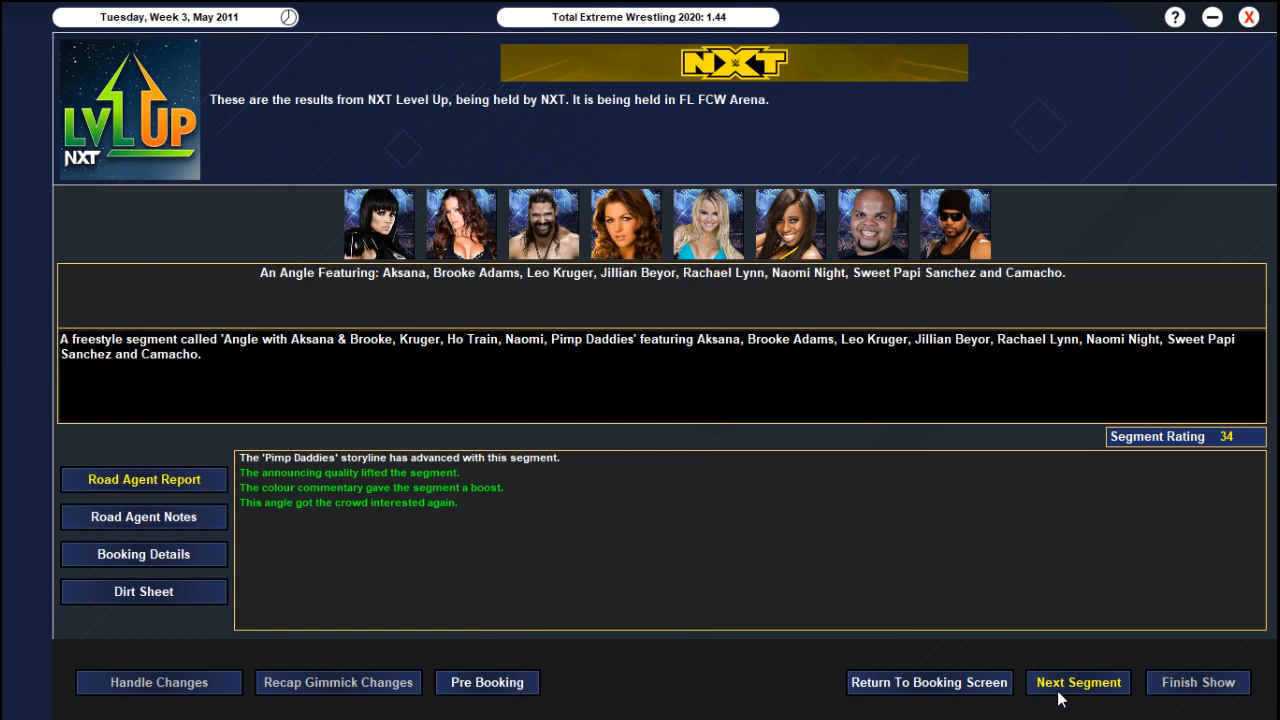 Tuesday, Week 3, May 2011
Total Extreme Wrestling 2020: 1.44
?
X
NXT
LVL UP
NXT
These are the results from NXT Level Up, being held by NXT. It is being held in FL FCW Arena.
An Angle Featuring: Aksana, Brooke Adams, Leo Kruger, Jillian Beyor, Rachael Lynn, Naomi Night, Sweet Papi Sanchez and Camacho.
A freestyle segment called 'Angle with Aksana & Brooke, Kruger, Ho Train, Naomi, Pimp Daddies' featuring Aksana, Brooke Adams, Leo Kruger, Jillian Beyor, Rachael Lynn, Naomi Night, Sweet Papi
Sanchez and Camacho.
Segment Rating 34
Road Agent Report
Road Agent Notes
Booking Details
Dirt Sheet
The 'Pimp Daddies' storyline has advanced with this segment.
The announcing quality lifted the segment.
The colour commentary gave the segment a boost.
This angle got the crowd interested again.
Handle Changes
Recap Gimmick Changes
Pre Booking
Return To Booking Screen
Next Segment
Finish Show